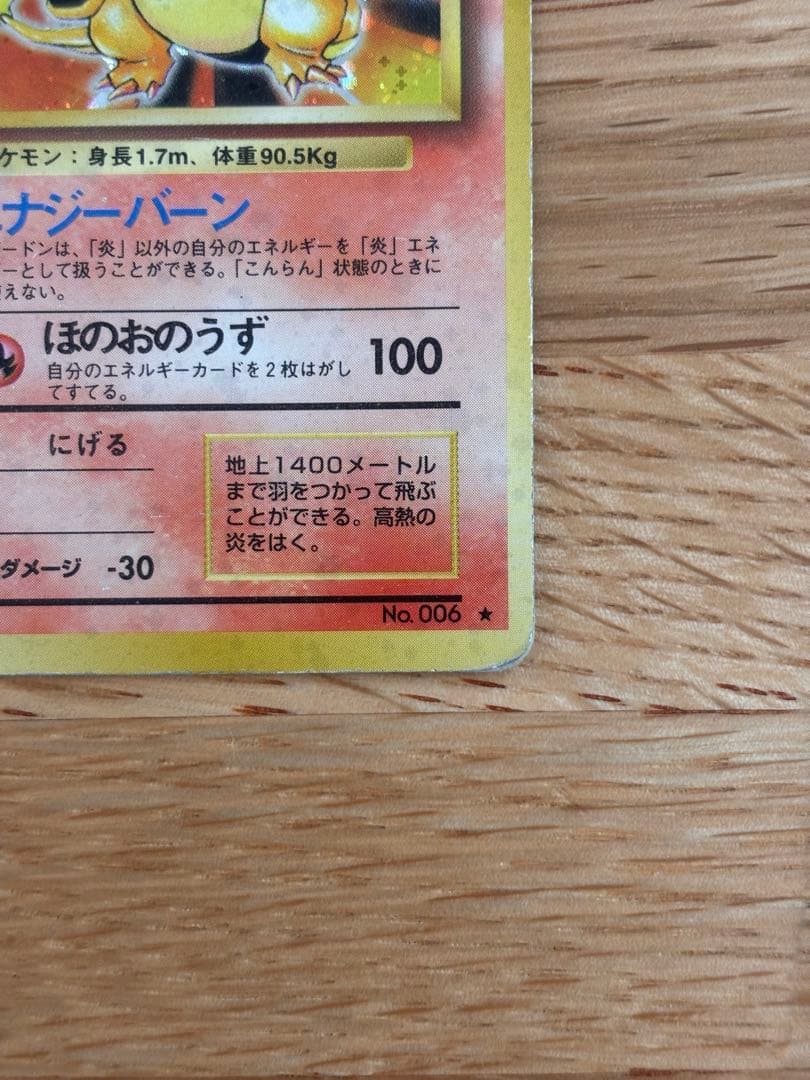 ケモン：身長1.7m、体重90.5Kg
ナジーバーン
ードンは、「炎」以外の自分のエネルギーを「炎」エネ
ーとして扱うことができる。「こんらん」状態のときに
えない。
ほのおのうず 100
自分のエネルギーカードを2枚はがし
てすてる。
にげる
地上1400メートル
まで羽をつかって飛ぶ
ことができる。高熱の
炎をはく。
ダメージ -30
No. 006 ★